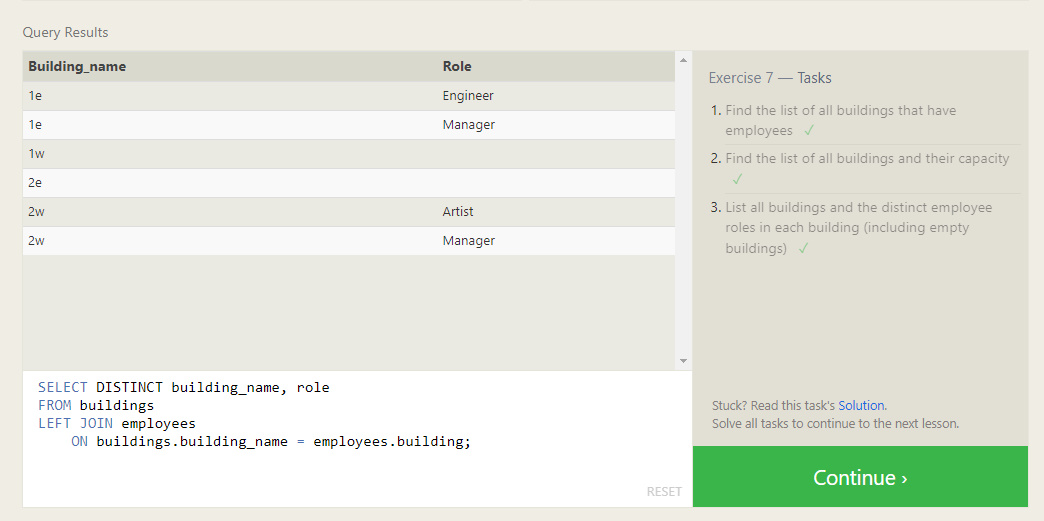 Query Results
Building_name Role
1e Engineer
1e Manager
1w
2e
2w Artist
2w Manager
SELECT DISTINCT building_name, role
FROM buildings
LEFT JOIN employees
ON buildings.building_name = employees.building;
RESET
Exercise 7 — Tasks
1. Find the list of all buildings that have
employees ✓
2. Find the list of all buildings and their capacity
✓
3. List all buildings and the distinct employee
roles in each building (including empty
buildings) ✓
Stuck? Read this task's Solution.
Solve all tasks to continue to the next lesson.
Continue ›